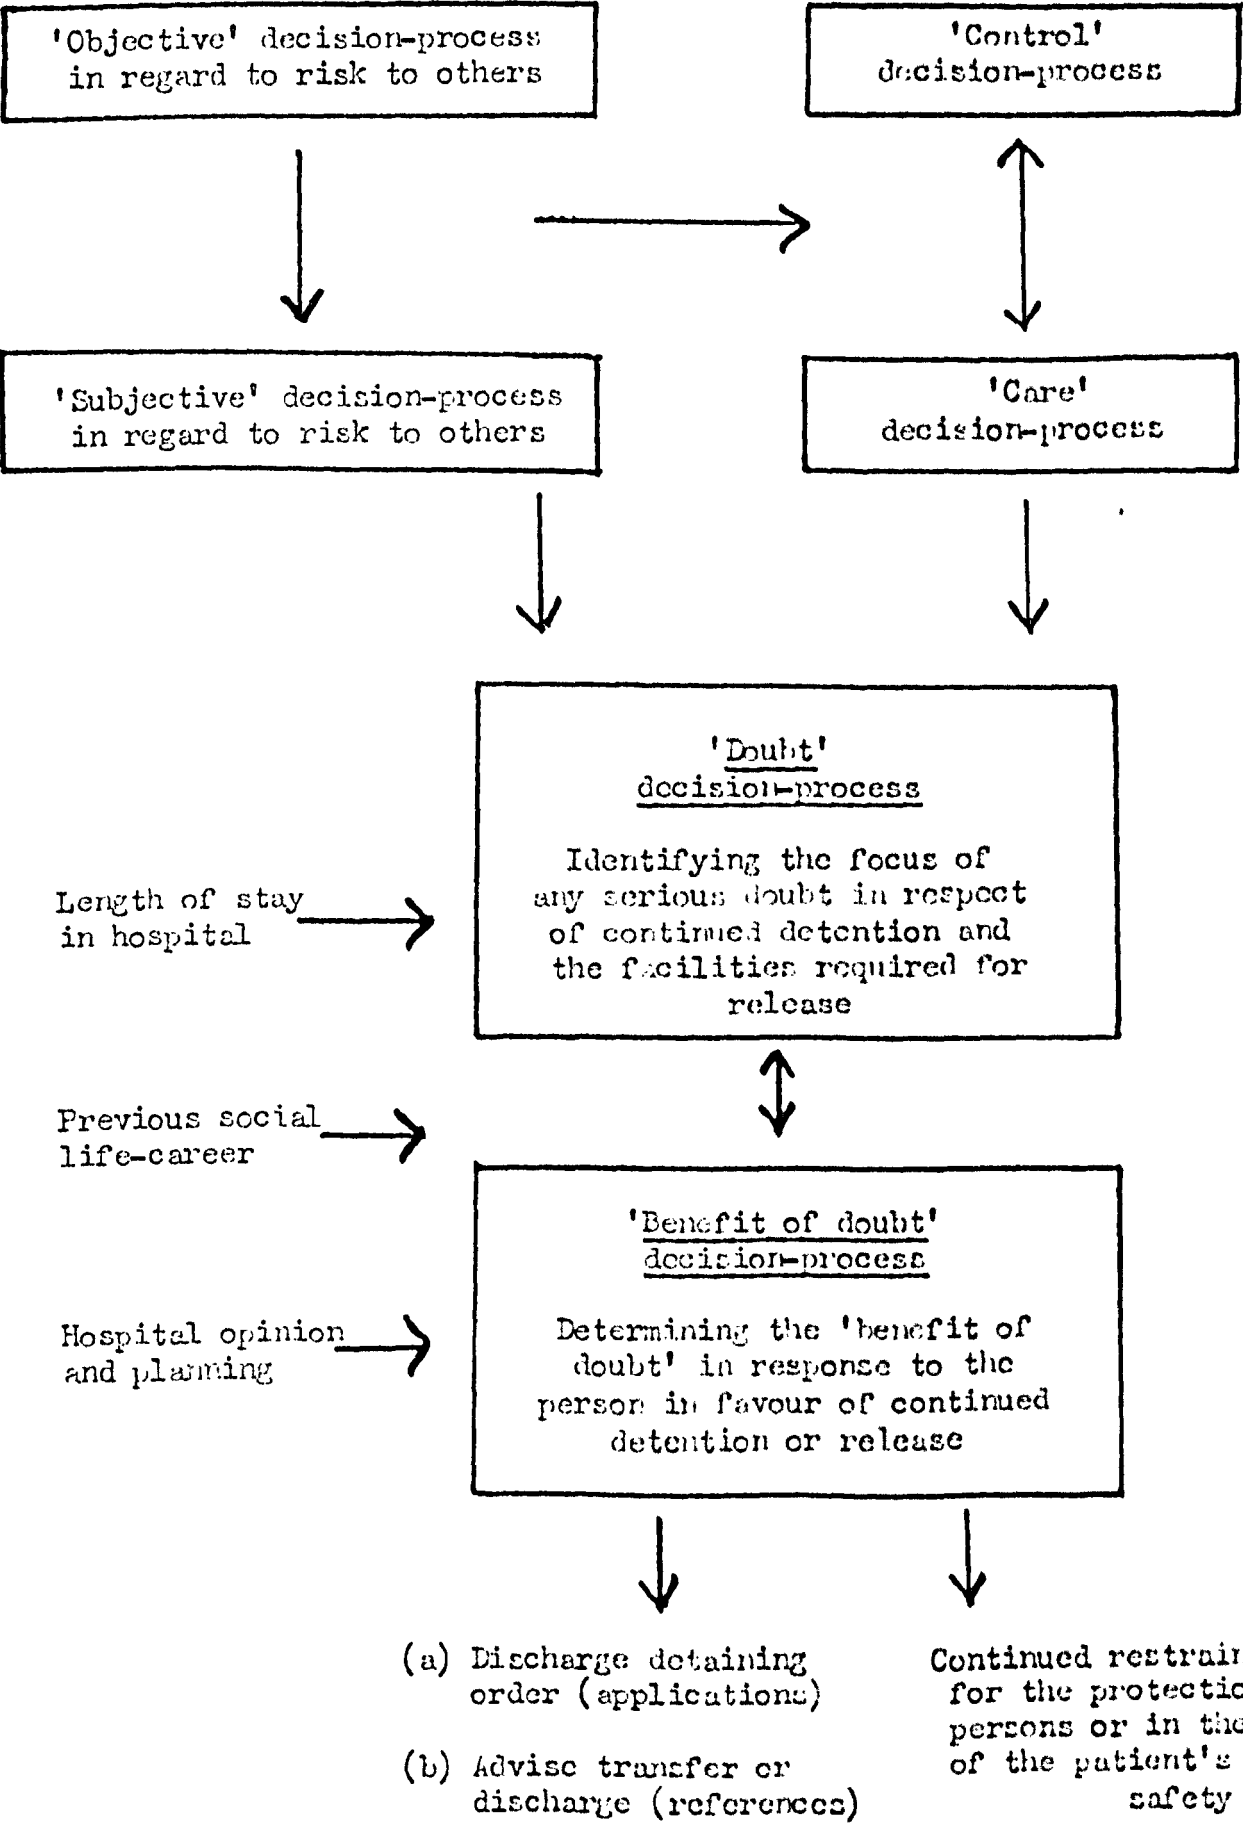 'Objective' decision-process
in regard to risk to others
'Control'
decision-process
'Subjective' decision-process
in regard to risk to others
'Care'
decision-process
'Doubt'
decision-process
Identifying the focus of
any serious doubt in respect
of continued detention and
the facilities required for
release
Length of stay
in hospital
Previous social
life-career
'Benefit of doubt'
decision-process
Determining the 'benefit of
doubt' in response to the
person in favour of continued
detention or release
Hospital opinion
and planning
(a) Discharge detaining
order (applications)
(b) Advise transfer or
discharge (references)
Continued restrain
for the protectio
persons or in the
of the patient's
safety